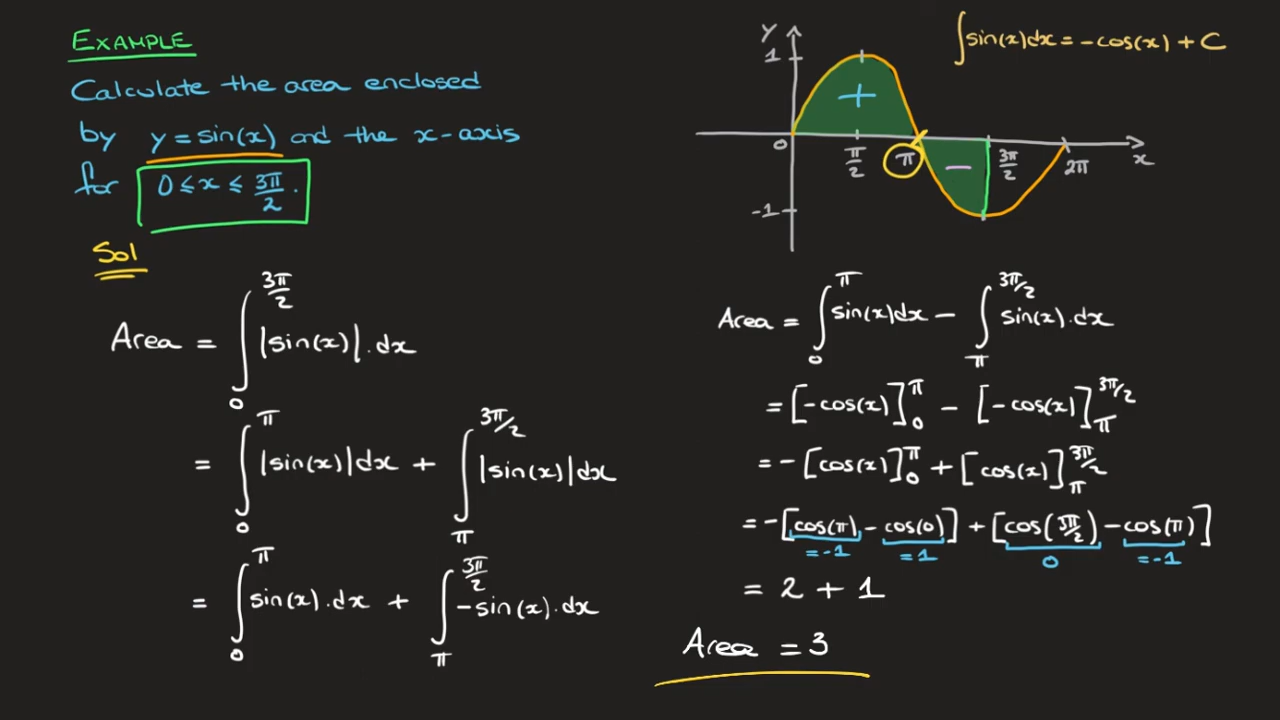 EXAMPLE
Calculate the area enclosed
by y = sin(x) and the x-axis
for 0 ≤ x ≤ 3π/2 .
Sol
Area = ∫₀^(3π/2) |sin(x)| . dx
= ∫₀^π |sin(x)| dx + ∫_π^(3π/2) |sin(x)| dx
= ∫₀^π sin(x) . dx + ∫_π^(3π/2) -sin(x) . dx
∫ sin(x) dx = -cos(x) + C
y
1
+
0
π/2
π
−
3π/2
2π
x
-1
Area = ∫₀^π sin(x) dx − ∫_π^(3π/2) sin(x) . dx
= [-cos(x)]₀^π − [-cos(x)]_π^(3π/2)
= -[cos(x)]₀^π + [cos(x)]_π^(3π/2)
= -[cos(π) - cos(0)] + [cos(3π/2) - cos(π)]
=-1 =1 0 =-1
= 2 + 1
Area = 3